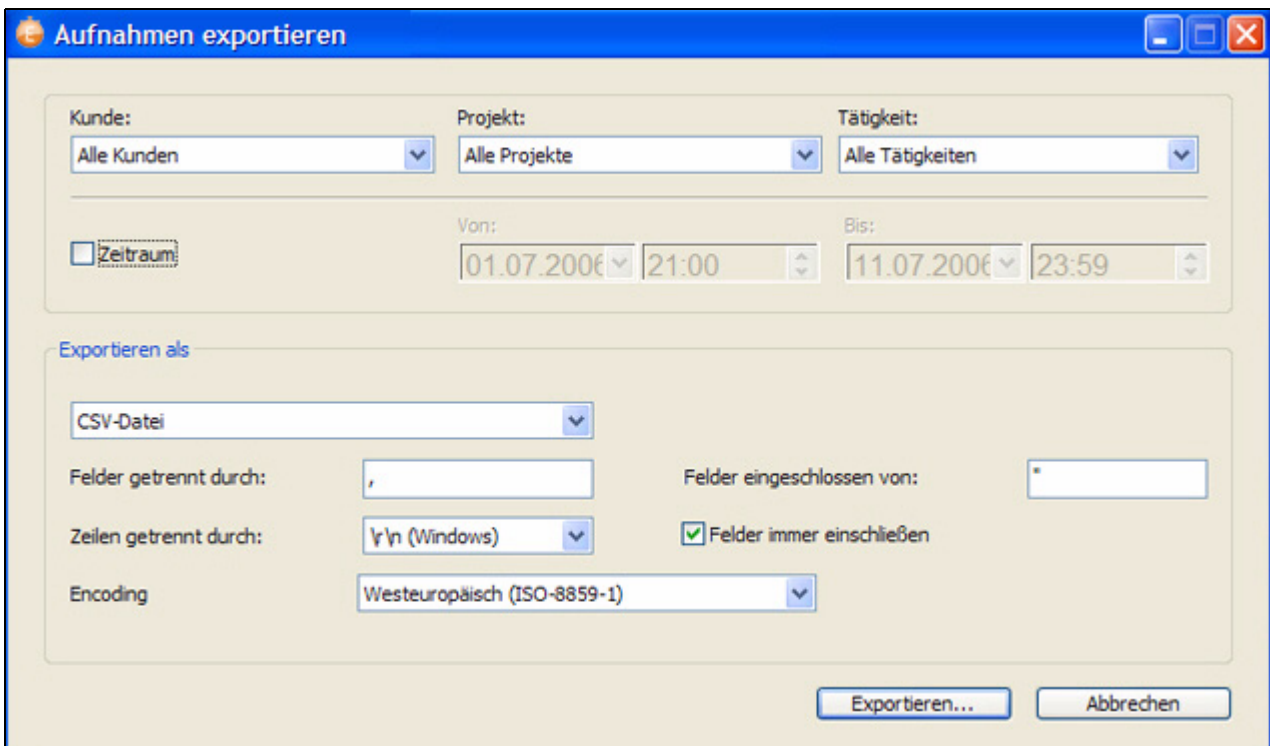 Aufnahmen exportieren
Kunde: Projekt: Tätigkeit:
Alle Kunden Alle Projekte Alle Tätigkeiten
Von: Bis:
Zeitraum 01.07.2006 21:00 11.07.2006 23:59
Exportieren als
CSV-Datei
Felder getrennt durch: , Felder eingeschlossen von: "
Zeilen getrennt durch: \r\n (Windows) Felder immer einschließen
Encoding Westeuropäisch (ISO-8859-1)
Exportieren... Abbrechen